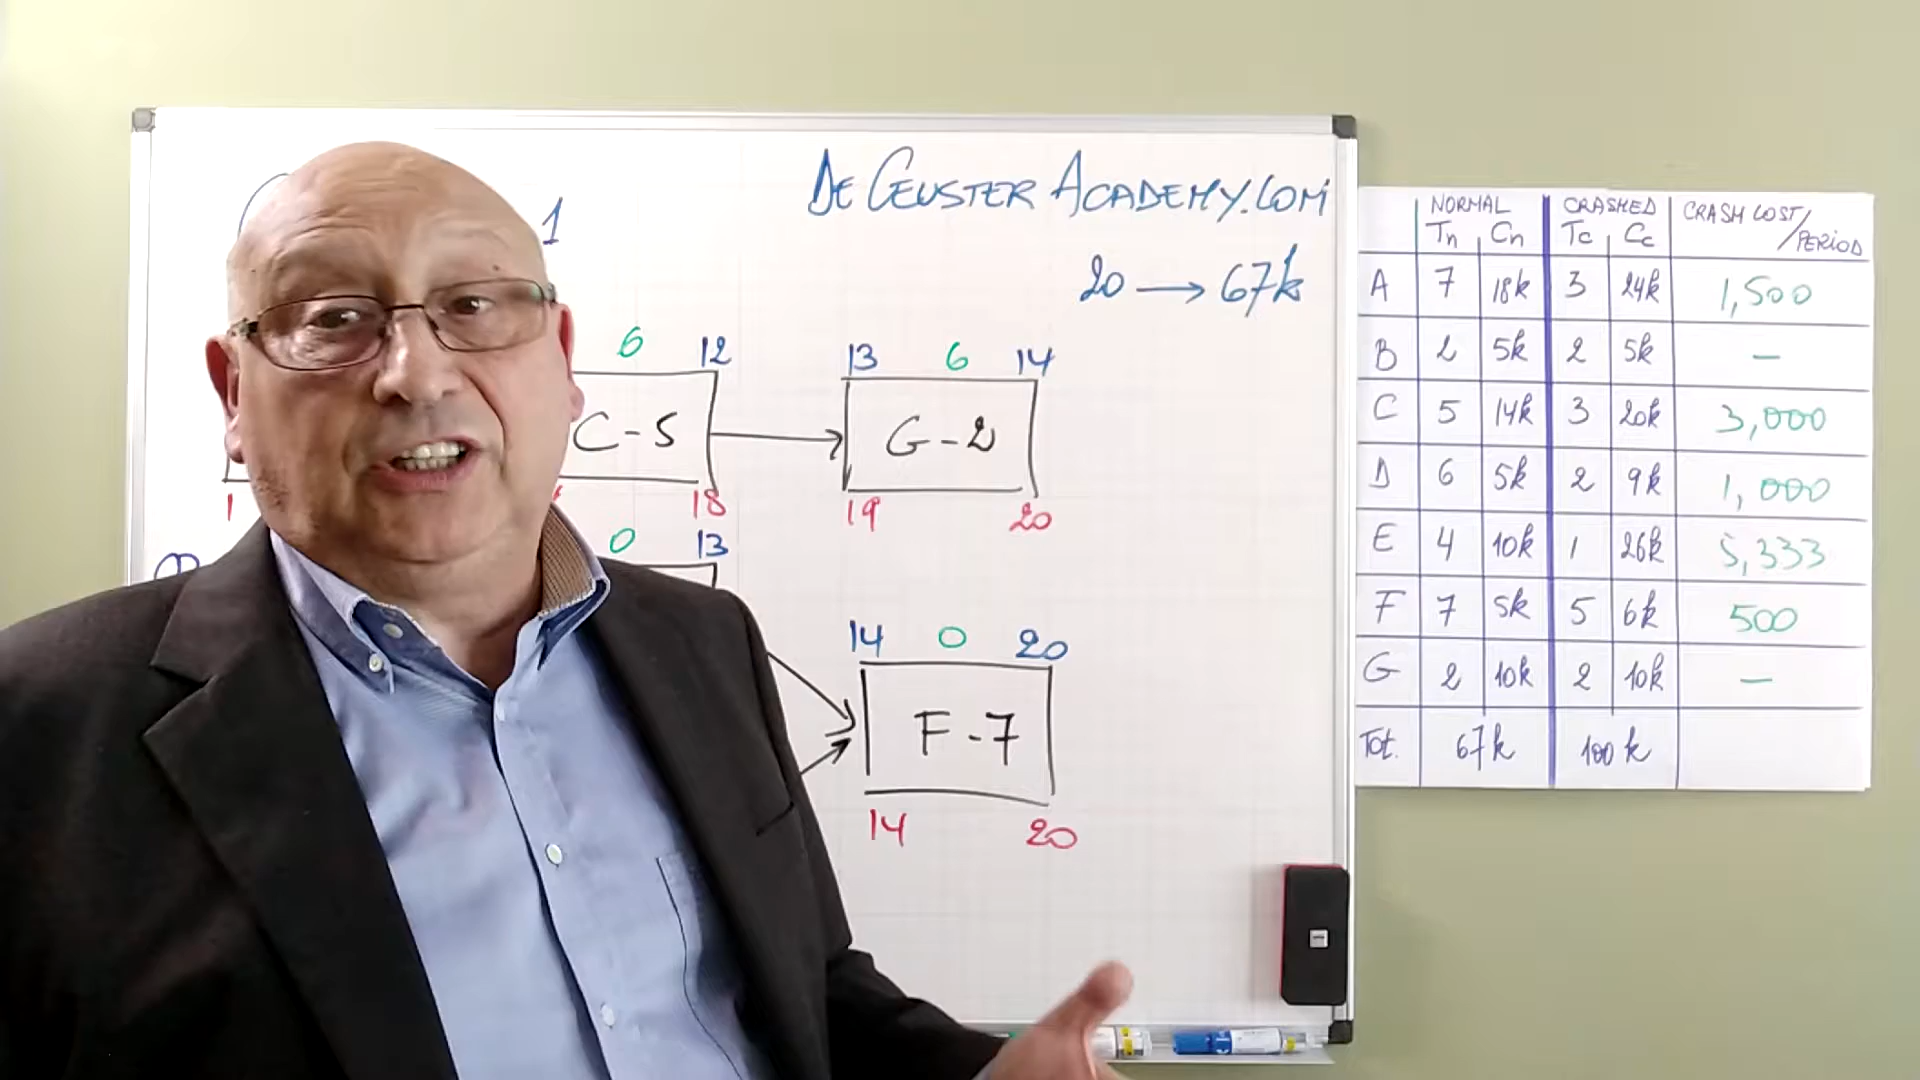 1
DE CEUSTER ACADEMY.COM
20 → 67k
6 12
C-5
18
13 6 14
G-2
19 20
1
0 13
14 0 20
F-7
14 20
NORMAL CRASHED CRASH COST/PERIOD
Tn Cn Tc Cc
A 7 18k 3 24k 1,500
B 2 5k 2 5k —
C 5 14k 3 20k 3,000
D 6 5k 2 9k 1,000
E 4 10k 1 26k 5,333
F 7 5k 5 6k 500
G 2 10k 2 10k —
Tot. 67k 100k